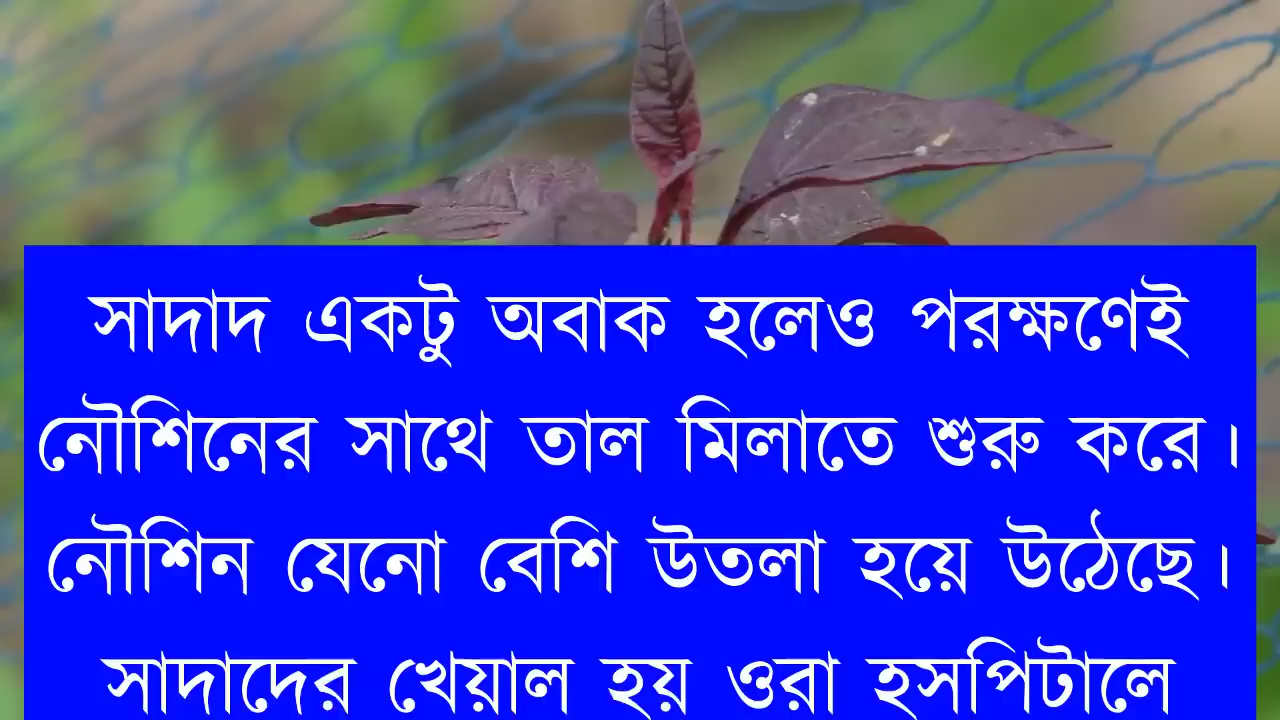 সাদাদ একটু অবাক হলেও পরক্ষণেই
নৌশিনের সাথে তাল মিলাতে শুরু করে।
নৌশিন যেনো বেশি উতলা হয়ে উঠেছে।
সাদাদের খেয়াল হয় ওরা হসপিটালে